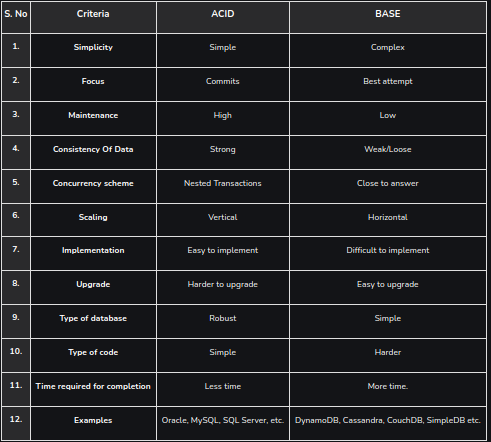 S. No Criteria ACID BASE
1. Simplicity Simple Complex
2. Focus Commits Best attempt
3. Maintenance High Low
4. Consistency Of Data Strong Weak/Loose
5. Concurrency scheme Nested Transactions Close to answer
6. Scaling Vertical Horizontal
7. Implementation Easy to implement Difficult to implement
8. Upgrade Harder to upgrade Easy to upgrade
9. Type of database Robust Simple
10. Type of code Simple Harder
11. Time required for completion Less time More time.
12. Examples Oracle, MySQL, SQL Server, etc. DynamoDB, Cassandra, CouchDB, SimpleDB etc.